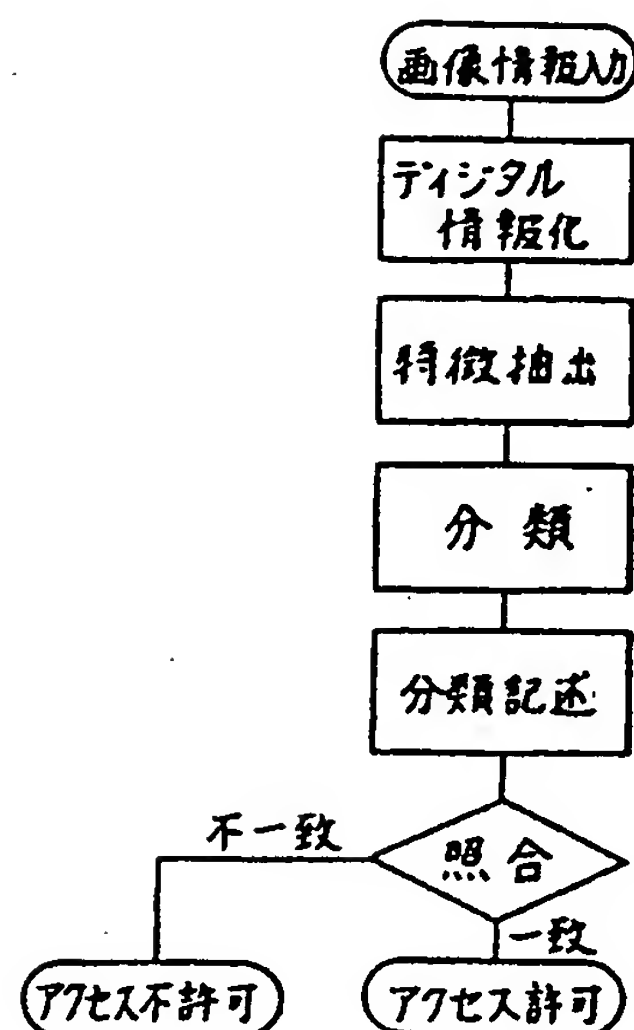 画像情報入力
ディジタル
情報化
特徴抽出
分類
分類記述
照合
不一致
一致
アクセス不許可
アクセス許可